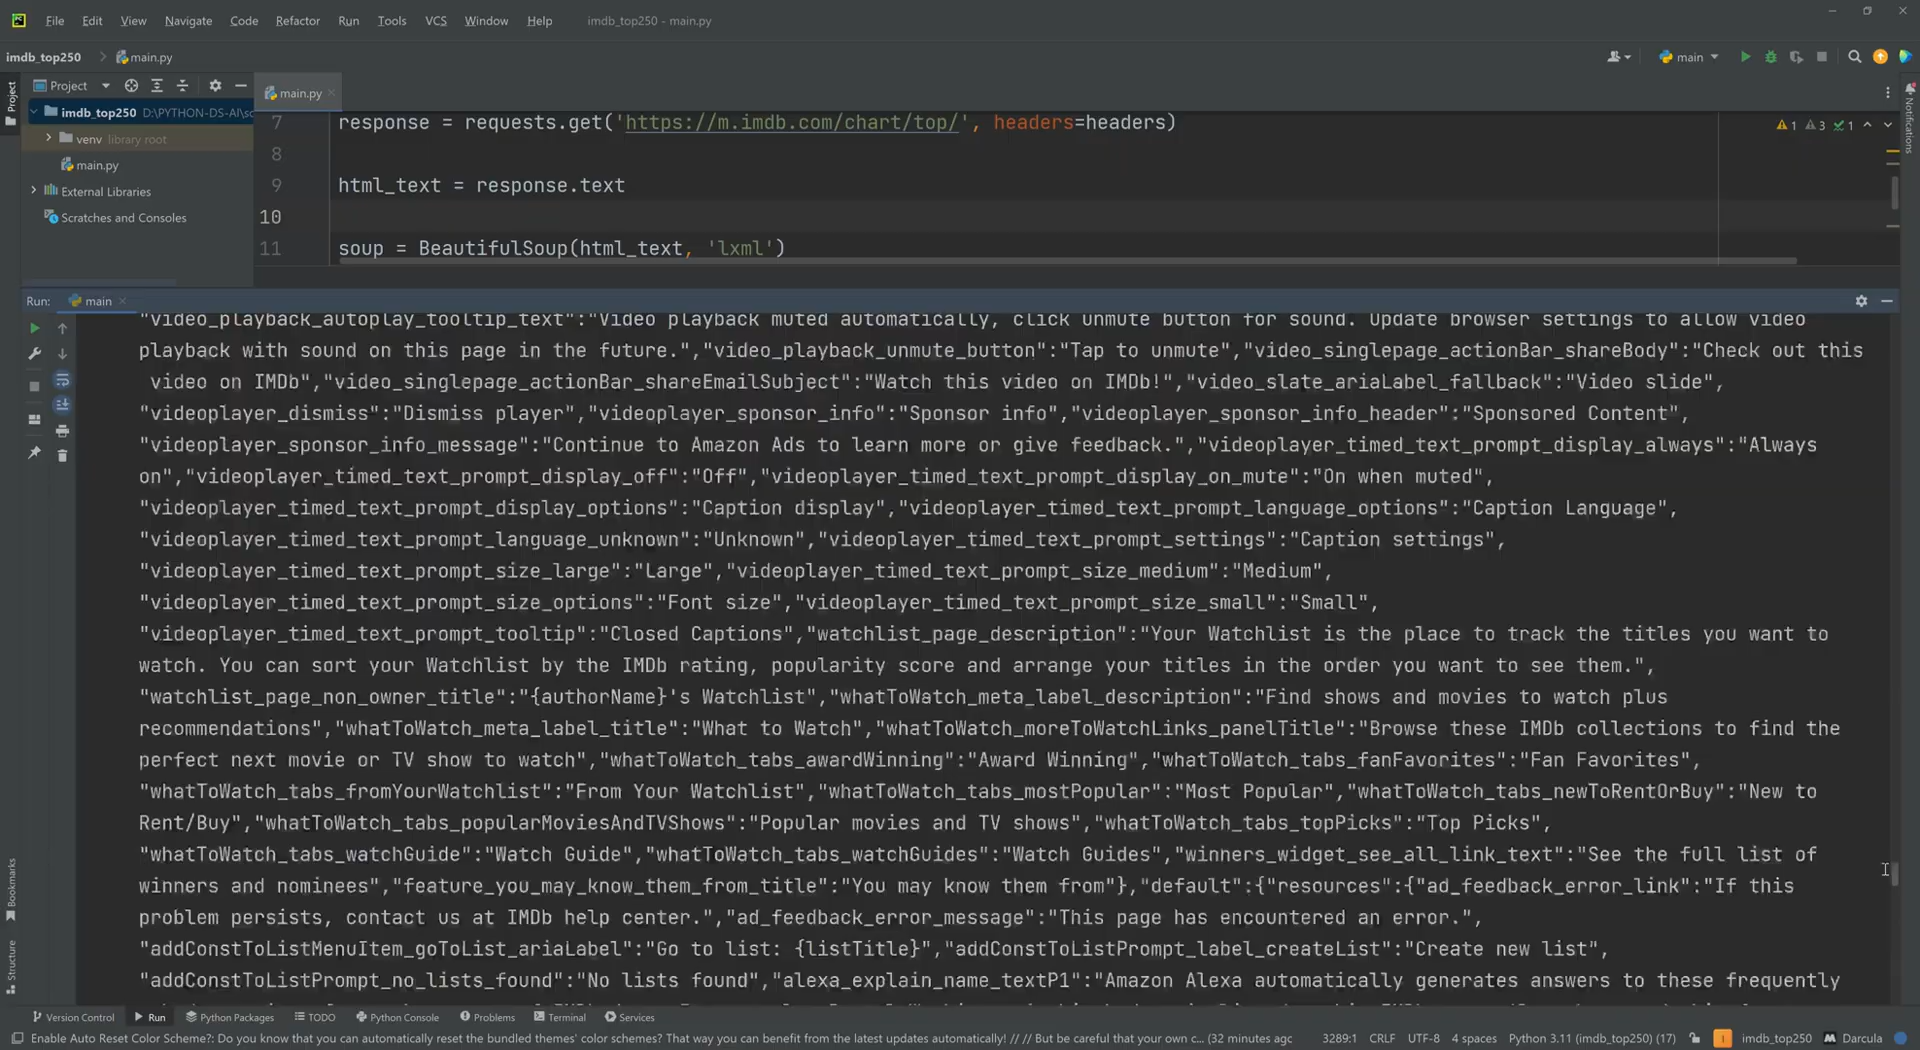 File Edit View Navigate Code Refactor Run Tools VCS Window Help imdb_top250 - main.py
imdb_top250 main.py main
Project main.py
Project
imdb_top250 D:\PYTHON-DS-AI\sc
venv library root
main.py
External Libraries
Scratches and Consoles
Notifications
1 3 1
7 response = requests.get('https://m.imdb.com/chart/top/', headers=headers)
8
9 html_text = response.text
10
11 soup = BeautifulSoup(html_text, 'lxml')
Run: main
"video_playback_autoplay_tooltip_text":"Video playback muted automatically, click unmute button for sound. Update browser settings to allow video
playback with sound on this page in the future.","video_playback_unmute_button":"Tap to unmute","video_singlepage_actionBar_shareBody":"Check out this
video on IMDb","video_singlepage_actionBar_shareEmailSubject":"Watch this video on IMDb!","video_slate_ariaLabel_fallback":"Video slide",
"videoplayer_dismiss":"Dismiss player","videoplayer_sponsor_info":"Sponsor info","videoplayer_sponsor_info_header":"Sponsored Content",
"videoplayer_sponsor_info_message":"Continue to Amazon Ads to learn more or give feedback.","videoplayer_timed_text_prompt_display_always":"Always
on","videoplayer_timed_text_prompt_display_off":"Off","videoplayer_timed_text_prompt_display_on_mute":"On when muted",
"videoplayer_timed_text_prompt_display_options":"Caption display","videoplayer_timed_text_prompt_language_options":"Caption Language",
"videoplayer_timed_text_prompt_language_unknown":"Unknown","videoplayer_timed_text_prompt_settings":"Caption settings",
"videoplayer_timed_text_prompt_size_large":"Large","videoplayer_timed_text_prompt_size_medium":"Medium",
"videoplayer_timed_text_prompt_size_options":"Font size","videoplayer_timed_text_prompt_size_small":"Small",
"videoplayer_timed_text_prompt_tooltip":"Closed Captions","watchlist_page_description":"Your Watchlist is the place to track the titles you want to
watch. You can sort your Watchlist by the IMDb rating, popularity score and arrange your titles in the order you want to see them.",
"watchlist_page_non_owner_title":"{authorName}'s Watchlist","whatToWatch_meta_label_description":"Find shows and movies to watch plus
recommendations","whatToWatch_meta_label_title":"What to Watch","whatToWatch_moreToWatchLinks_panelTitle":"Browse these IMDb collections to find the
perfect next movie or TV show to watch","whatToWatch_tabs_awardWinning":"Award Winning","whatToWatch_tabs_fanFavorites":"Fan Favorites",
"whatToWatch_tabs_fromYourWatchlist":"From Your Watchlist","whatToWatch_tabs_mostPopular":"Most Popular","whatToWatch_tabs_newToRentOrBuy":"New to
Rent/Buy","whatToWatch_tabs_popularMoviesAndTVShows":"Popular movies and TV shows","whatToWatch_tabs_topPicks":"Top Picks",
"whatToWatch_tabs_watchGuide":"Watch Guide","whatToWatch_tabs_watchGuides":"Watch Guides","winners_widget_see_all_link_text":"See the full list of
winners and nominees","feature_you_may_know_them_from_title":"You may know them from"},"default":{"resources":{"ad_feedback_error_link":"If this
problem persists, contact us at IMDb help center.","ad_feedback_error_message":"This page has encountered an error.",
"addConstToListMenuItem_goToList_ariaLabel":"Go to list: {listTitle}","addConstToListPrompt_label_createList":"Create new list",
"addConstToListPrompt_no_lists_found":"No lists found","alexa_explain_name_textP1":"Amazon Alexa automatically generates answers to these frequently
Bookmarks
Structure
Version Control Run Python Packages TODO Python Console Problems Terminal Services
Enable Auto Reset Color Scheme?: Do you know that you can automatically reset the bundled themes' color schemes? That way you can benefit from the latest updates automatically! // // But be careful that your own c... (32 minutes ago 3289:1 CRLF UTF-8 4 spaces Python 3.11 (imdb_top250) (17) imdb_top250 Darcula